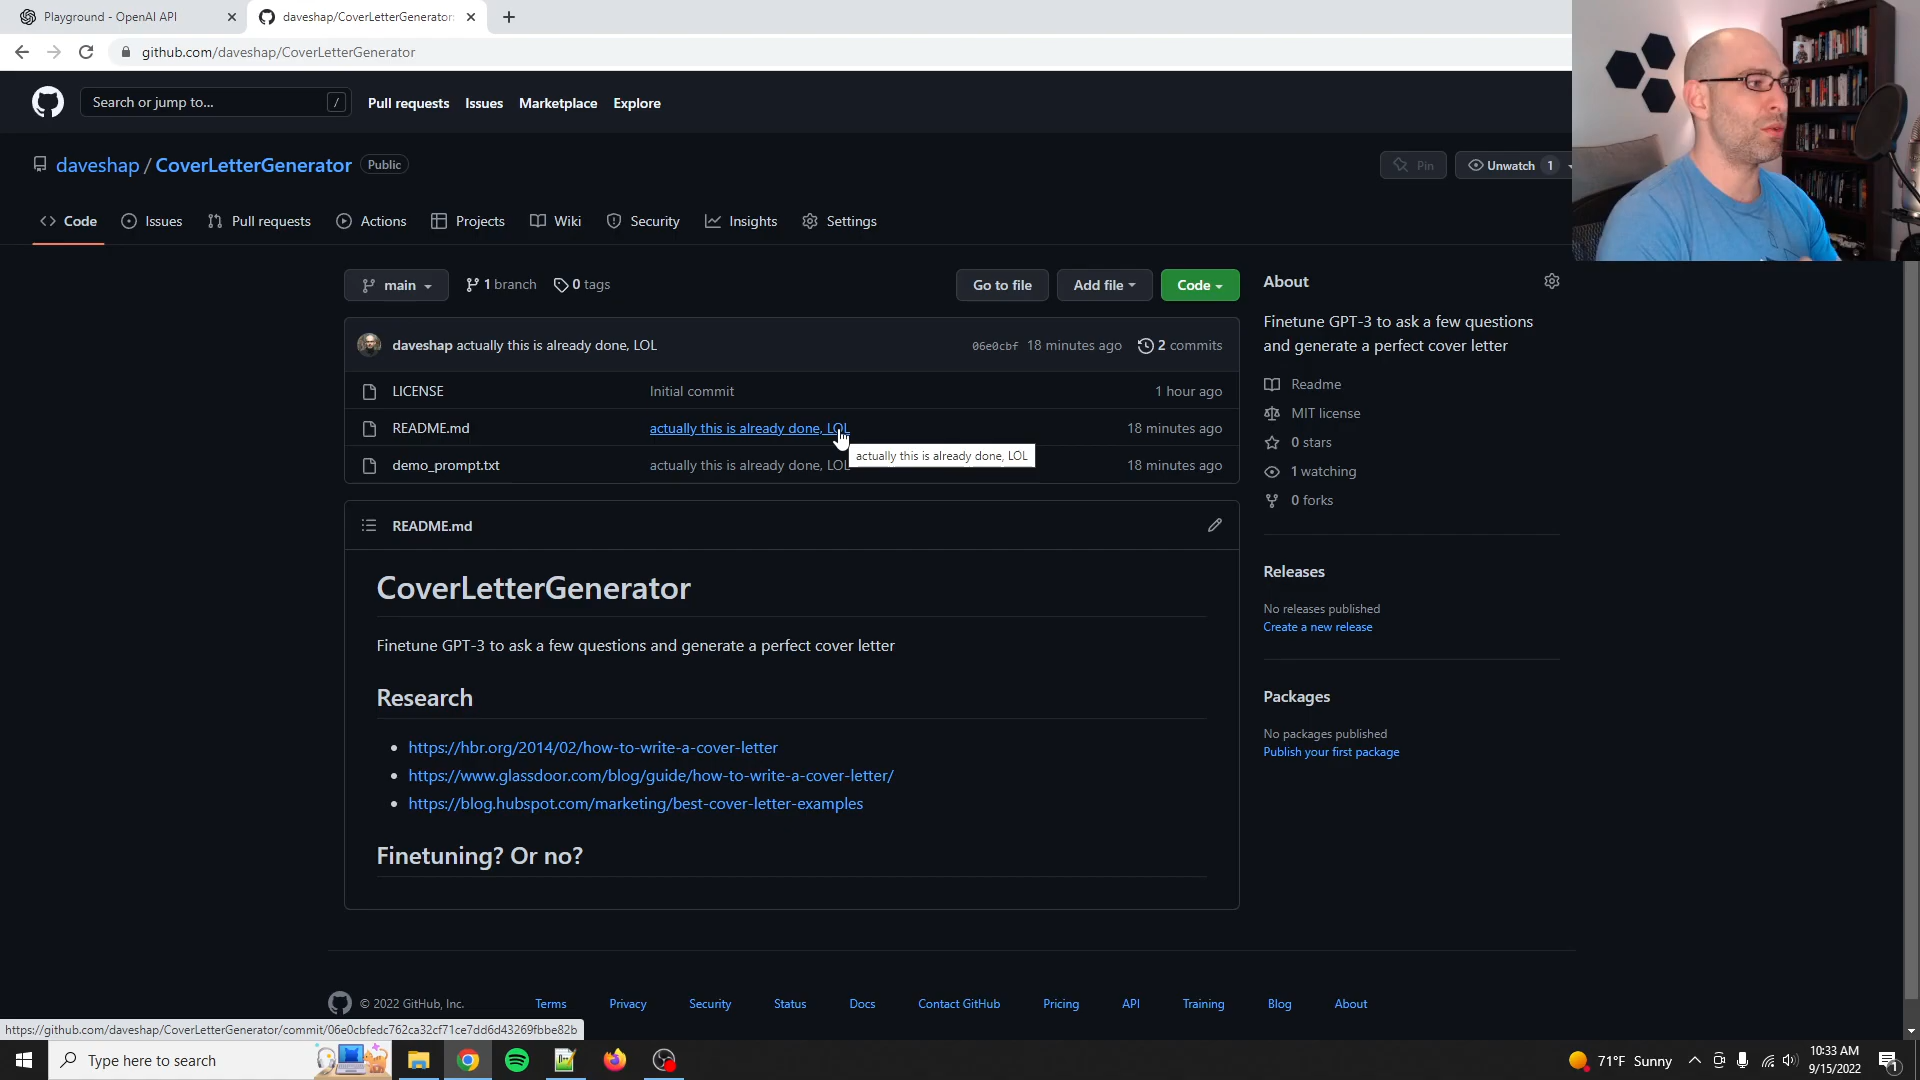 Playground - OpenAI API
daveshap/CoverLetterGenerator:
github.com/daveshap/CoverLetterGenerator
Search or jump to...
/
Pull requests
Issues
Marketplace
Explore
daveshap / CoverLetterGenerator
Public
Pin
Unwatch 1
Code
Issues
Pull requests
Actions
Projects
Wiki
Security
Insights
Settings
main
1 branch
0 tags
Go to file
Add file
Code
daveshap actually this is already done, LOL
06e0cbf 18 minutes ago
2 commits
LICENSE
Initial commit
1 hour ago
README.md
actually this is already done, LOL
18 minutes ago
actually this is already done, LOL
demo_prompt.txt
actually this is already done, LOL
18 minutes ago
README.md
CoverLetterGenerator
Finetune GPT-3 to ask a few questions and generate a perfect cover letter
Research
https://hbr.org/2014/02/how-to-write-a-cover-letter
https://www.glassdoor.com/blog/guide/how-to-write-a-cover-letter/
https://blog.hubspot.com/marketing/best-cover-letter-examples
Finetuning? Or no?
About
Finetune GPT-3 to ask a few questions
and generate a perfect cover letter
Readme
MIT license
0 stars
1 watching
0 forks
Releases
No releases published
Create a new release
Packages
No packages published
Publish your first package
© 2022 GitHub, Inc.
Terms
Privacy
Security
Status
Docs
Contact GitHub
Pricing
API
Training
Blog
About
https://github.com/daveshap/CoverLetterGenerator/commit/06e0cbfedc762ca32cf71ce7dd6d43269fbbe82b
Type here to search
71°F Sunny
10:33 AM
9/15/2022
1